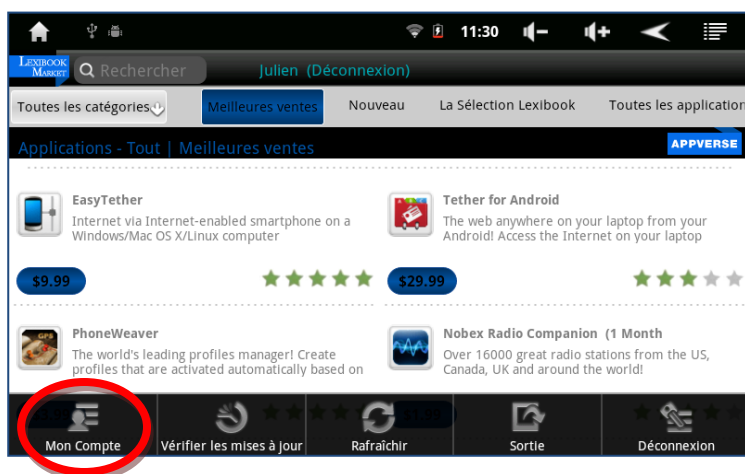 11:30
LEXIBOOK
MARKET
Rechercher
Julien (Déconnexion)
Toutes les catégories
Meilleures ventes
Nouveau
La Sélection Lexibook
Toutes les application
Applications - Tout | Meilleures ventes
APPVERSE
EasyTether
Internet via Internet-enabled smartphone on a
Windows/Mac OS X/Linux computer
$9.99
Tether for Android
The web anywhere on your laptop from your
Android! Access the Internet on your laptop
$29.99
PhoneWeaver
The world's leading profiles manager! Create
profiles that are activated automatically based on
Nobex Radio Companion (1 Month
Over 16000 great radio stations from the US,
Canada, UK and around the world!
$1.99
Mon Compte
Vérifier les mises à jour
Rafraîchir
Sortie
Déconnexion